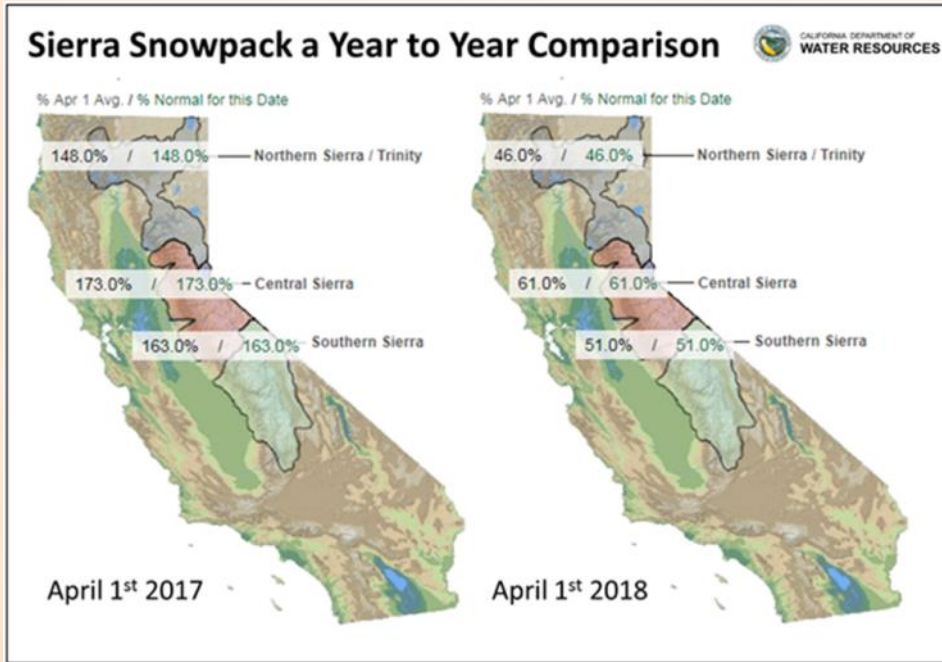 Sierra Snowpack a Year to Year Comparison
CALIFORNIA DEPARTMENT OF
WATER RESOURCES
% Apr 1 Avg. / % Normal for this Date
148.0% / 148.0% Northern Sierra / Trinity
173.0% / 173.0% Central Sierra
163.0% / 163.0% Southern Sierra
April 1st 2017
% Apr 1 Avg. / % Normal for this Date
46.0% / 46.0% Northern Sierra / Trinity
61.0% / 61.0% Central Sierra
51.0% / 51.0% Southern Sierra
April 1st 2018